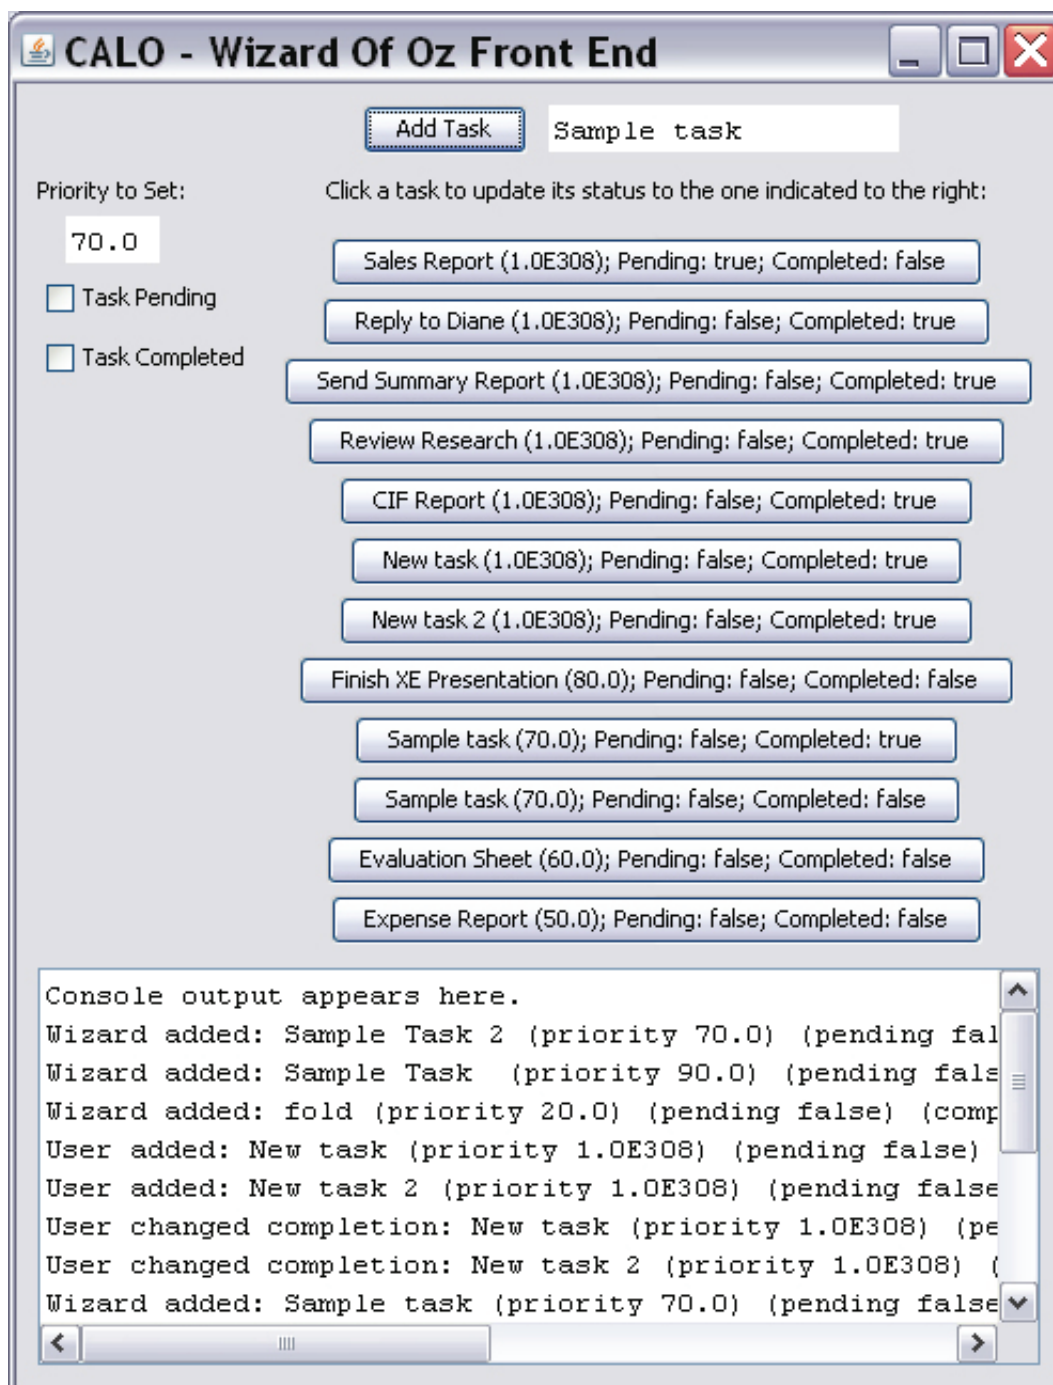 CALO - Wizard Of Oz Front End
Add Task Sample task
Priority to Set: Click a task to update its status to the one indicated to the right:
70.0
Sales Report (1.0E308); Pending: true; Completed: false
Task Pending
Reply to Diane (1.0E308); Pending: false; Completed: true
Task Completed
Send Summary Report (1.0E308); Pending: false; Completed: true
Review Research (1.0E308); Pending: false; Completed: true
CIF Report (1.0E308); Pending: false; Completed: true
New task (1.0E308); Pending: false; Completed: true
New task 2 (1.0E308); Pending: false; Completed: true
Finish XE Presentation (80.0); Pending: false; Completed: false
Sample task (70.0); Pending: false; Completed: true
Sample task (70.0); Pending: false; Completed: false
Evaluation Sheet (60.0); Pending: false; Completed: false
Expense Report (50.0); Pending: false; Completed: false
Console output appears here.
Wizard added: Sample Task 2 (priority 70.0) (pending fal
Wizard added: Sample Task  (priority 90.0) (pending fals
Wizard added: fold (priority 20.0) (pending false) (comp
User added: New task (priority 1.0E308) (pending false)
User added: New task 2 (priority 1.0E308) (pending false
User changed completion: New task (priority 1.0E308) (pe
User changed completion: New task 2 (priority 1.0E308) (
Wizard added: Sample task (priority 70.0) (pending false